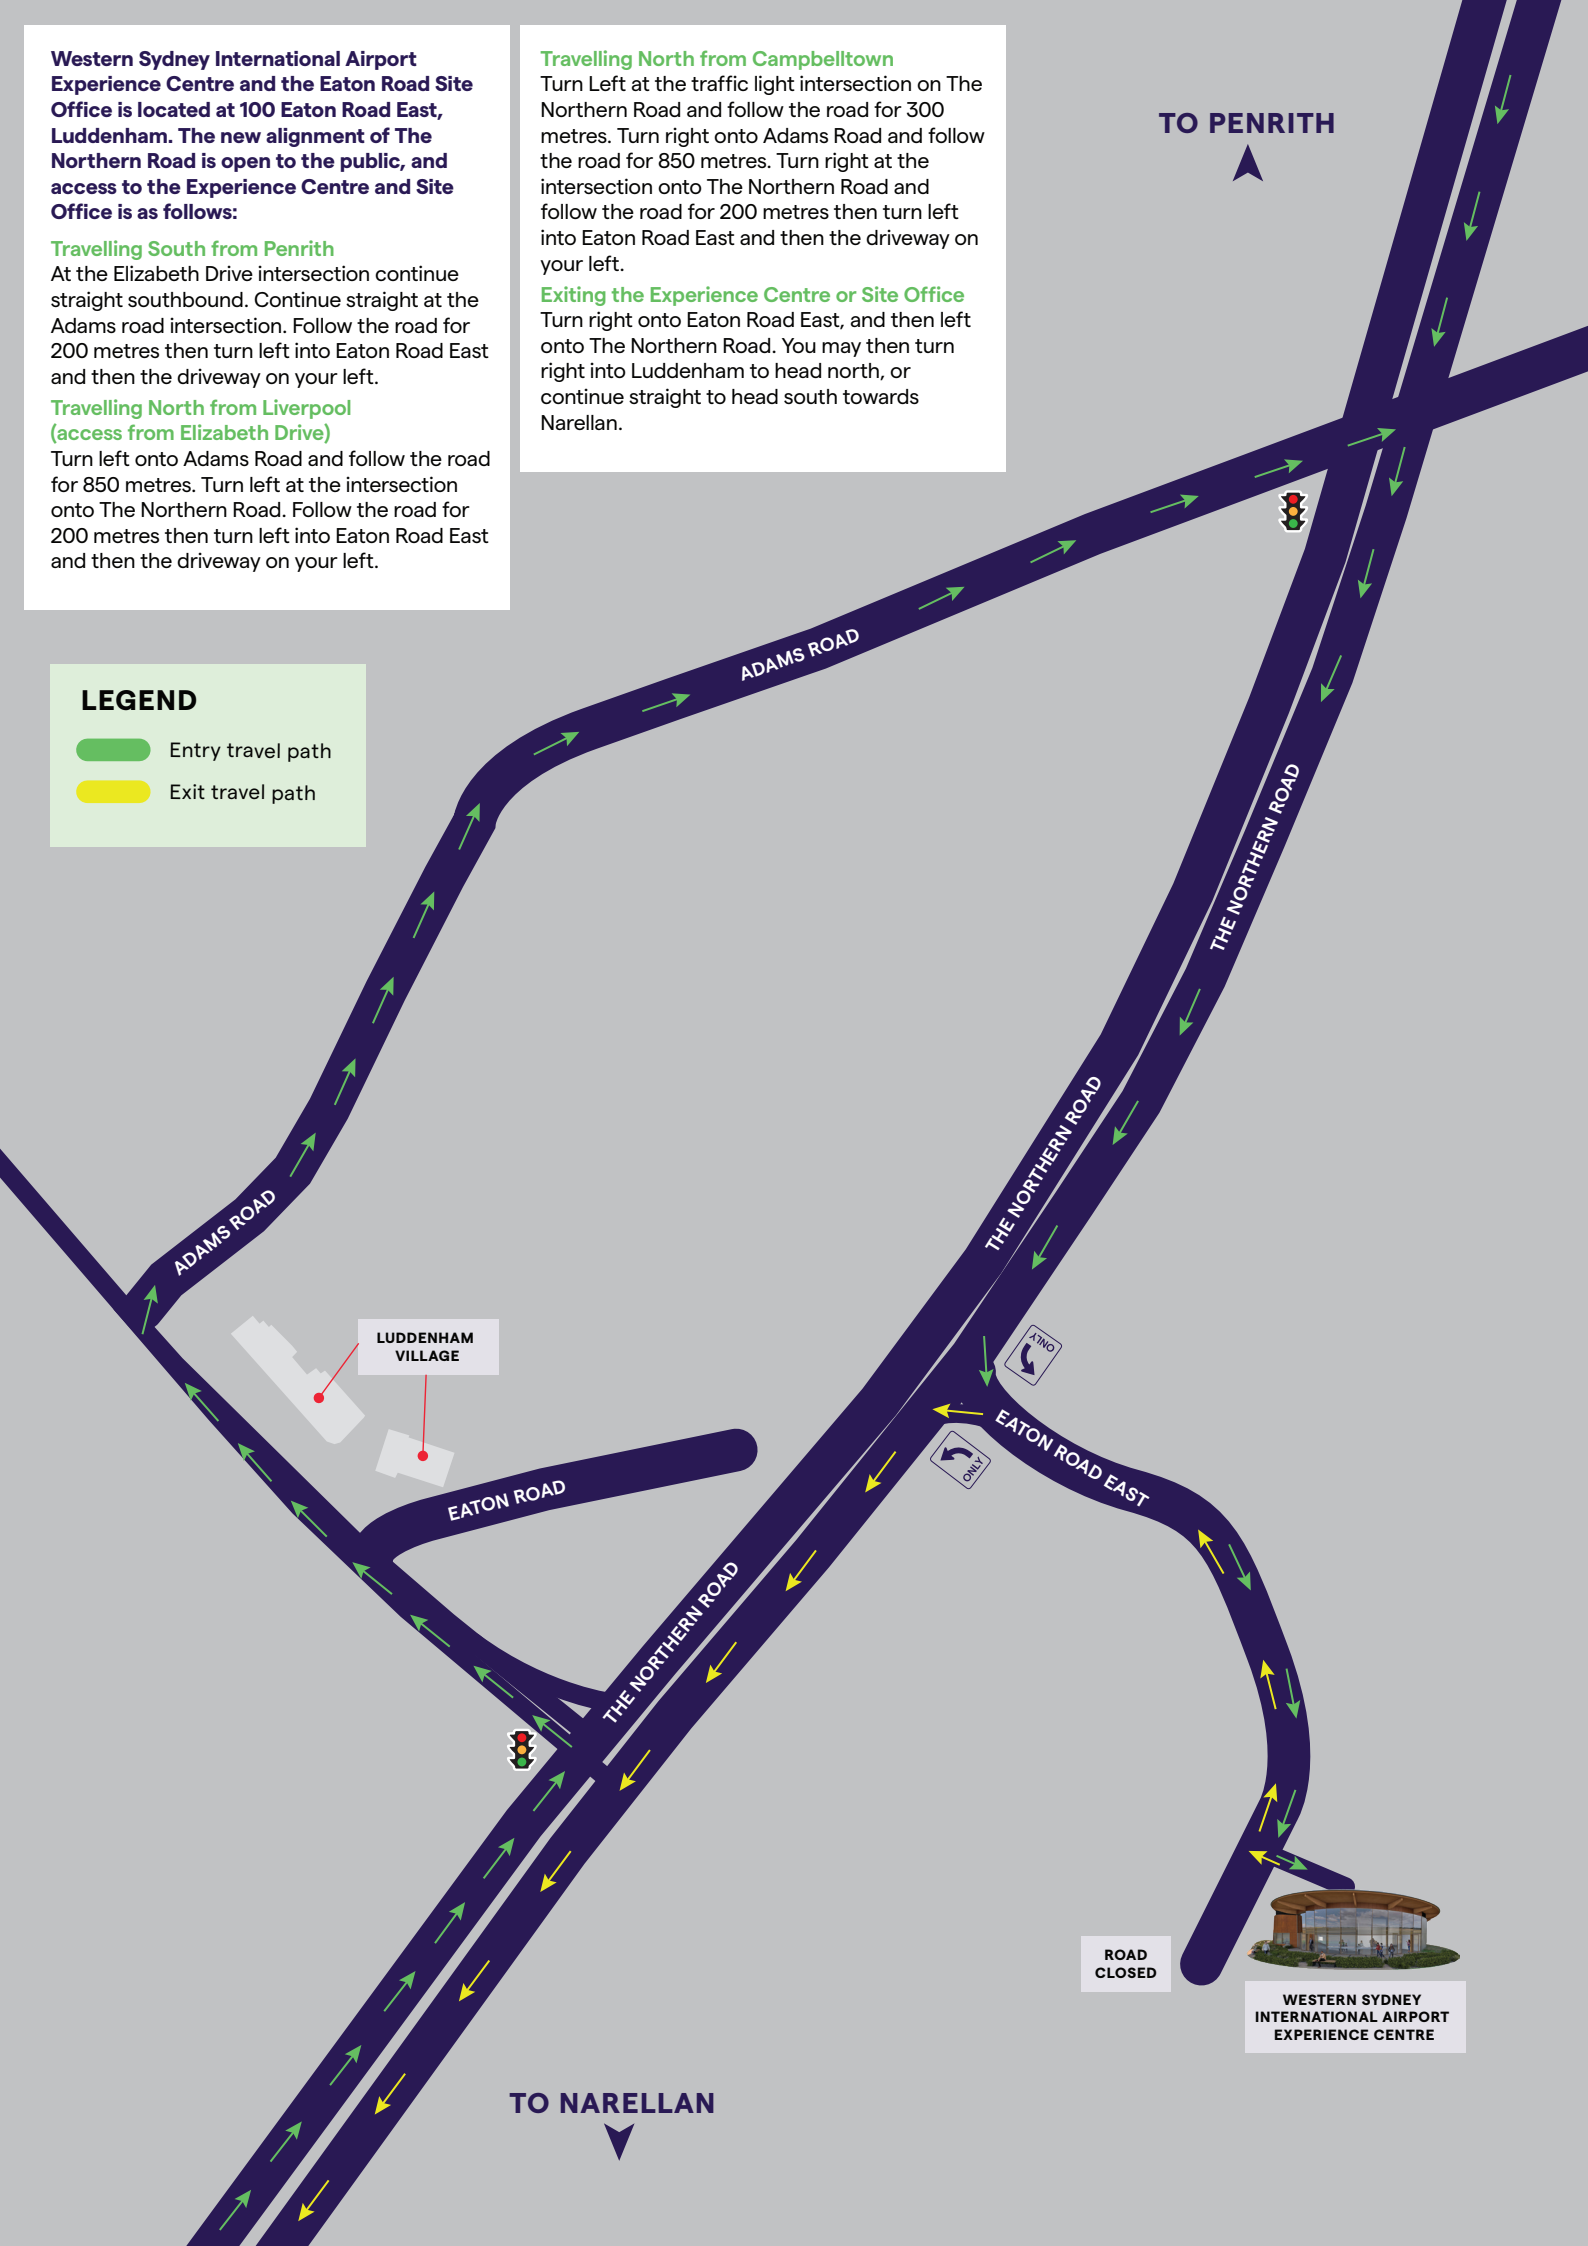 Western Sydney International Airport
Experience Centre and the Eaton Road Site
Office is located at 100 Eaton Road East,
Luddenham. The new alignment of The
Northern Road is open to the public, and
access to the Experience Centre and Site
Office is as follows:
Travelling South from Penrith
At the Elizabeth Drive intersection continue
straight southbound. Continue straight at the
Adams road intersection. Follow the road for
200 metres then turn left into Eaton Road East
and then the driveway on your left.
Travelling North from Liverpool
(access from Elizabeth Drive)
Turn left onto Adams Road and follow the road
for 850 metres. Turn left at the intersection
onto The Northern Road. Follow the road for
200 metres then turn left into Eaton Road East
and then the driveway on your left.
Travelling North from Campbelltown
Turn Left at the traffic light intersection on The
Northern Road and follow the road for 300
metres. Turn right onto Adams Road and follow
the road for 850 metres. Turn right at the
intersection onto The Northern Road and
follow the road for 200 metres then turn left
into Eaton Road East and then the driveway on
your left.
Exiting the Experience Centre or Site Office
Turn right onto Eaton Road East, and then left
onto The Northern Road. You may then turn
right into Luddenham to head north, or
continue straight to head south towards
Narellan.
TO PENRITH
LEGEND
Entry travel path
Exit travel path
ADAMS ROAD
THE NORTHERN ROAD
THE NORTHERN ROAD
ADAMS ROAD
LUDDENHAM
VILLAGE
ONLY
EATON ROAD EAST
ONLY
EATON ROAD
THE NORTHERN ROAD
ROAD
CLOSED
WESTERN SYDNEY
INTERNATIONAL AIRPORT
EXPERIENCE CENTRE
TO NARELLAN